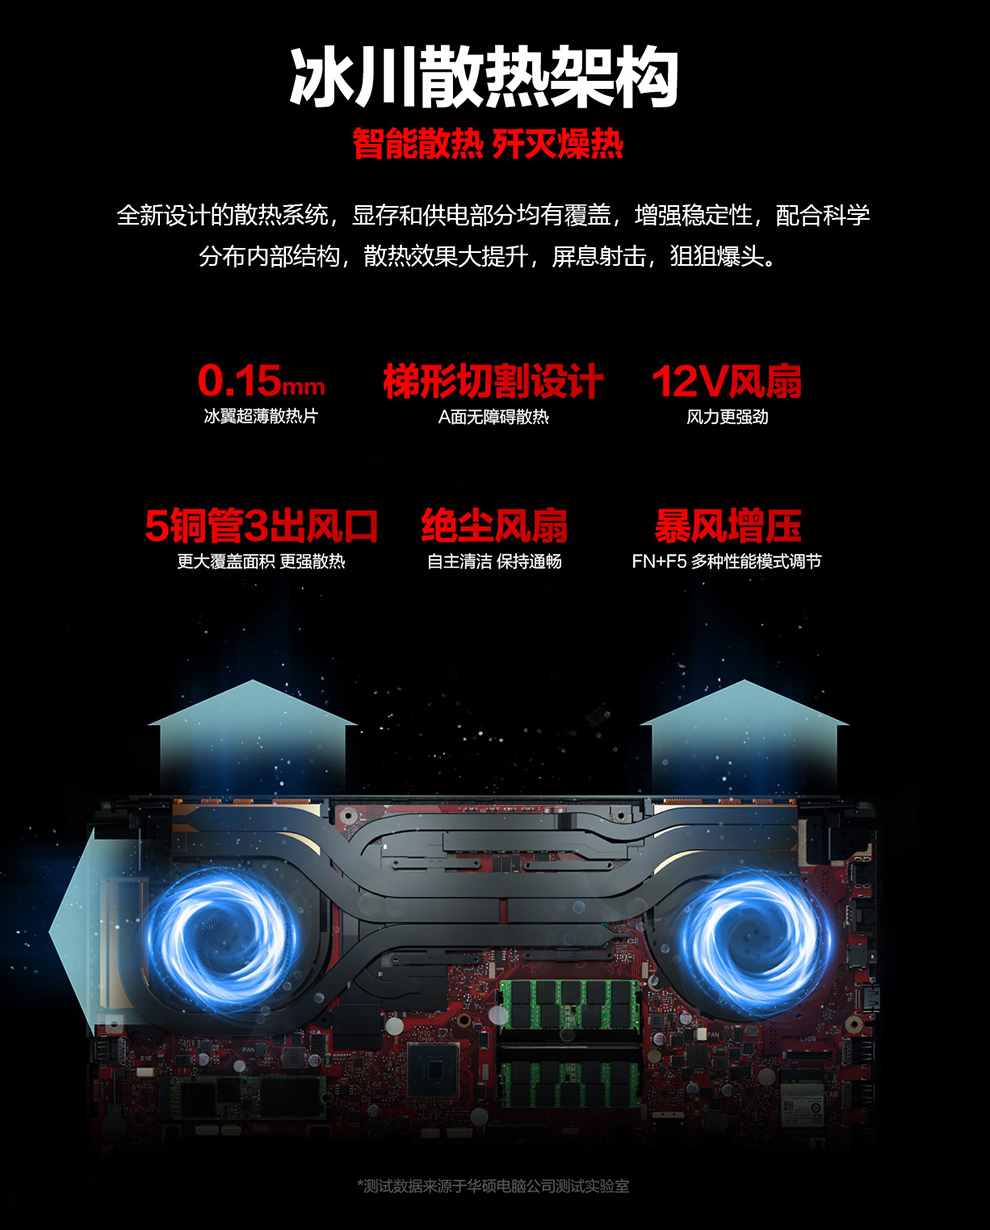 冰川散热架构
智能散热 歼灭燥热
全新设计的散热系统，显存和供电部分均有覆盖，增强稳定性，配合科学
分布内部结构，散热效果大提升，屏息射击，狙狙爆头。
0.15mm
冰翼超薄散热片
梯形切割设计
A面无障碍散热
12V风扇
风力更强劲
5铜管3出风口
更大覆盖面积 更强散热
绝尘风扇
自主清洁 保持通畅
暴风增压
FN+F5 多种性能模式调节
EYE
FAN
FAN
LVDS
HDD
*测试数据来源于华硕电脑公司测试实验室